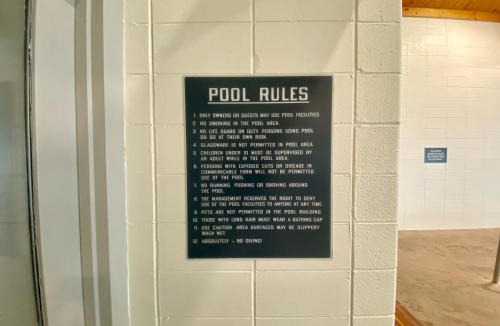 POOL RULES
1. ONLY OWNERS OR GUESTS MAY USE POOL FACILITIES
2. NO SMOKING IN THE POOL AREA.
3. NO LIFE GUARD ON DUTY PERSONS USING POOL
DO SO AT THEIR OWN RISK.
4. GLASSWARE IS NOT PERMITTED IN POOL AREA.
5. CHILDREN UNDER 10 MUST BE SUPERVISED BY
AN ADULT WHILE IN THE POOL AREA.
6. PERSONS WITH EXPOSED CUTS OR DISEASE IN
COMMUNICABLE FORM WILL NOT BE PERMITTED
USE OF THE POOL.
7. NO RUNNING PUSHING OR SHOVING AROUND
THE POOL.
8. THE MANAGEMENT RESERVES THE RIGHT TO DENY
USE OF THE POOL FACILITIES TO ANYONE AT ANY TIME
9. PETS ARE NOT PERMITTED IN THE POOL BUILDING.
10. THOSE WITH LONG HAIR MUST WEAR A BATHING CAP
11. USE CAUTION AREA SURFACES MAY BE SLIPPERY
WHEN WET.
12. ABSOLUTELY - NO DIVING!